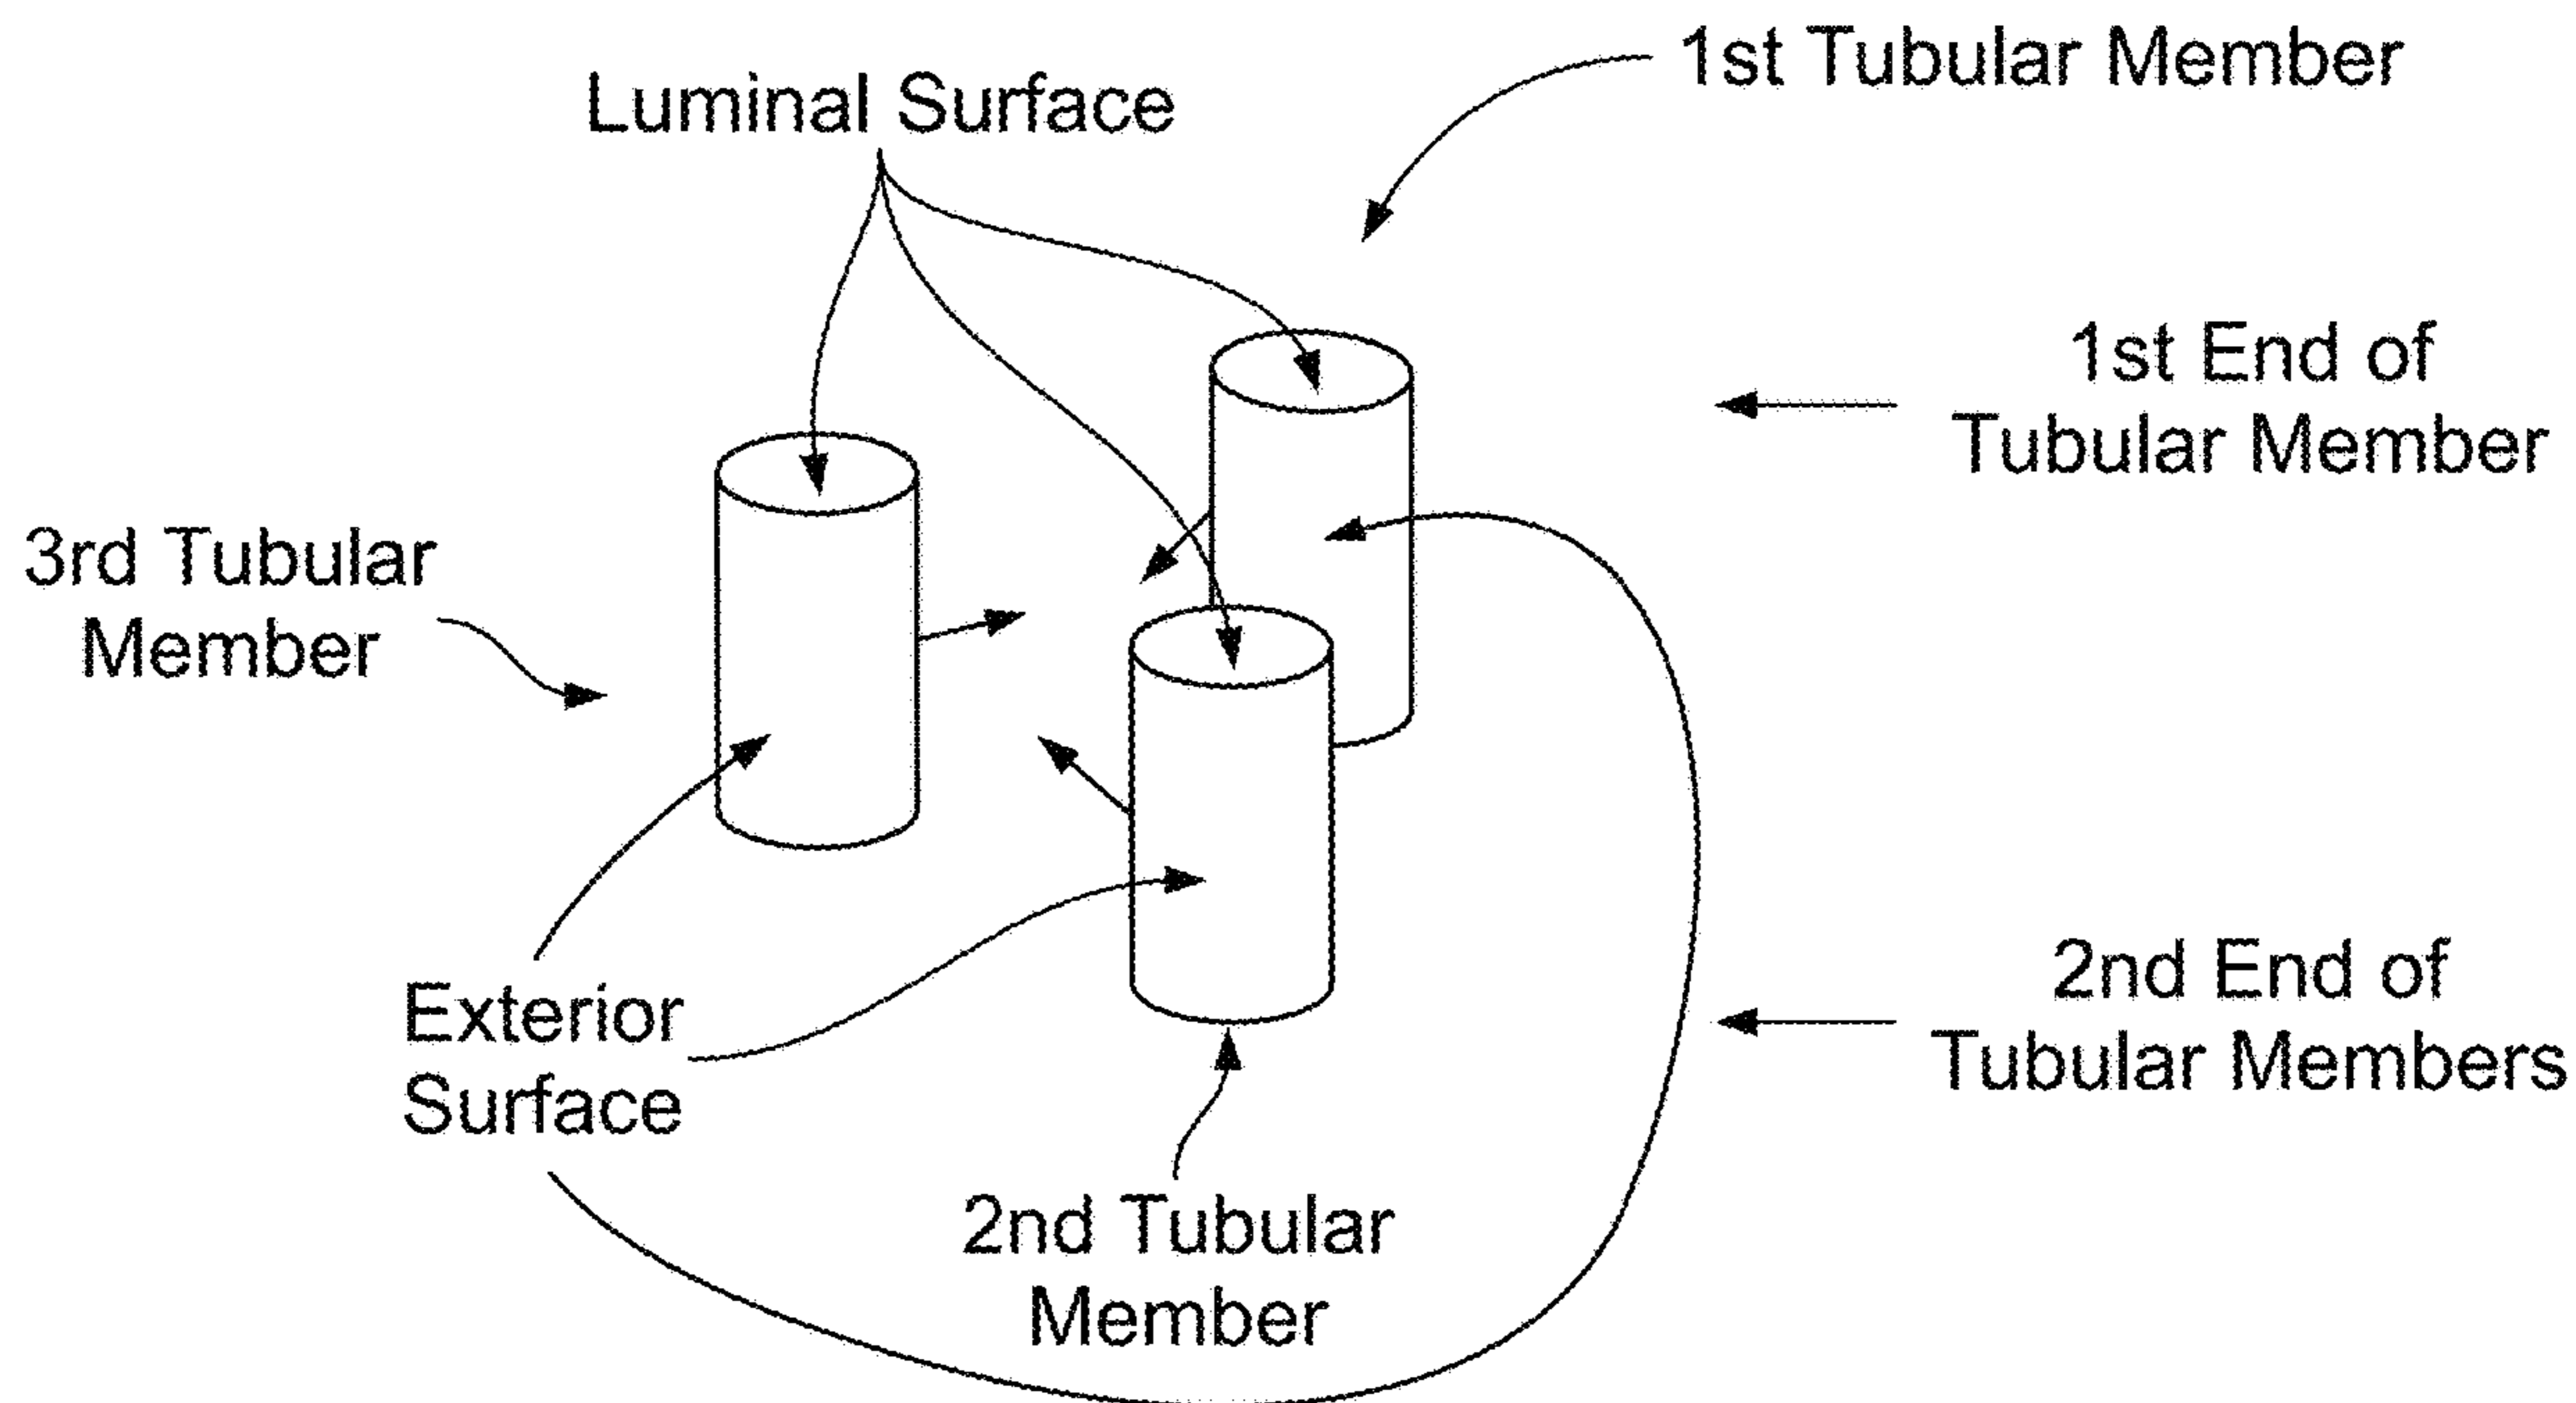 1st Tubular Member
Luminal Surface
1st End of
Tubular Member
3rd Tubular
Member
2nd End of
Tubular Members
Exterior
Surface
2nd Tubular
Member